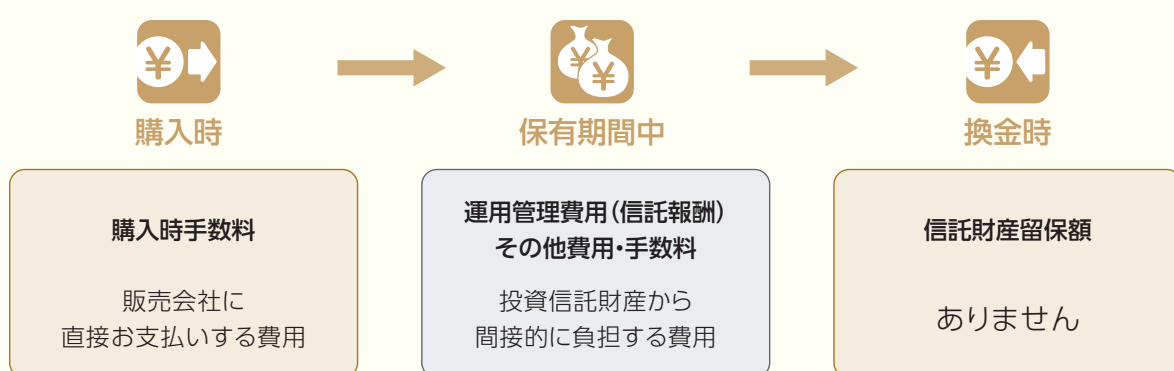 購入時
保有期間中
換金時
購入時手数料
販売会社に
直接お支払いする費用
運用管理費用(信託報酬)
その他費用・手数料
投資信託財産から
間接的に負担する費用
信託財産留保額
ありません